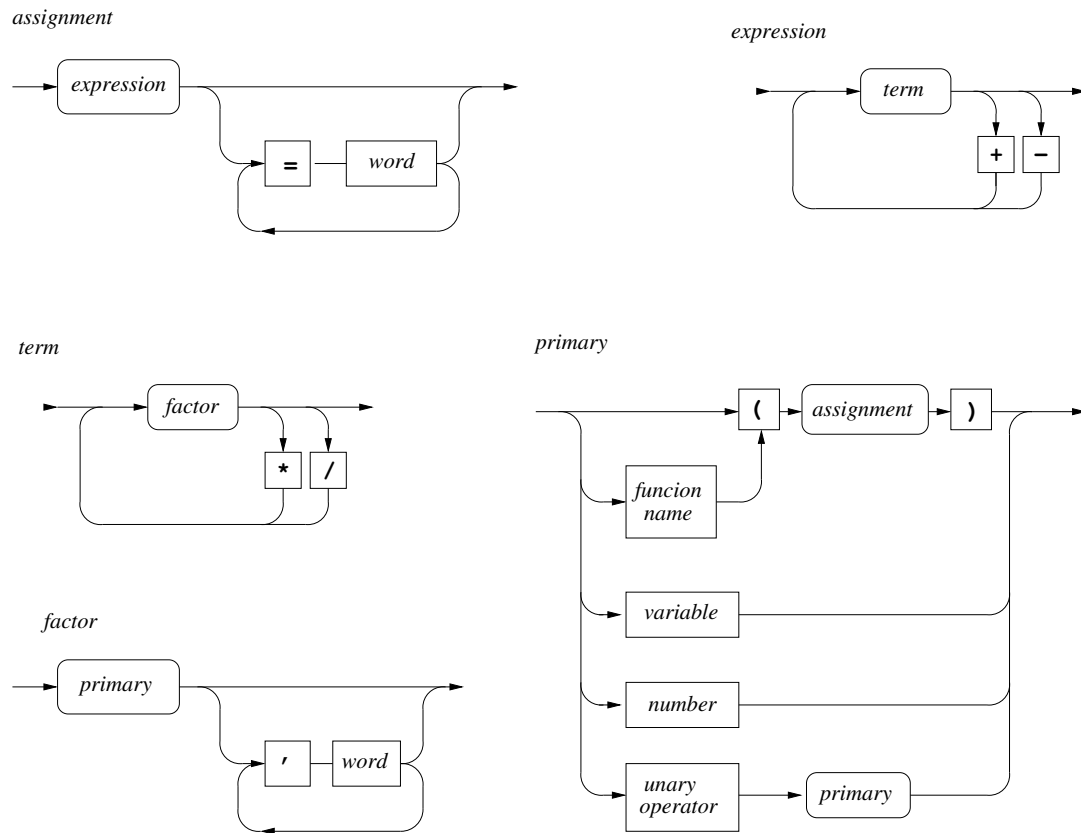 assignment
expression
= word
expression
term
+ -
term
factor
* /
primary
( assignment )
funcion
name
variable
number
unary
operator
primary
factor
primary
′ word